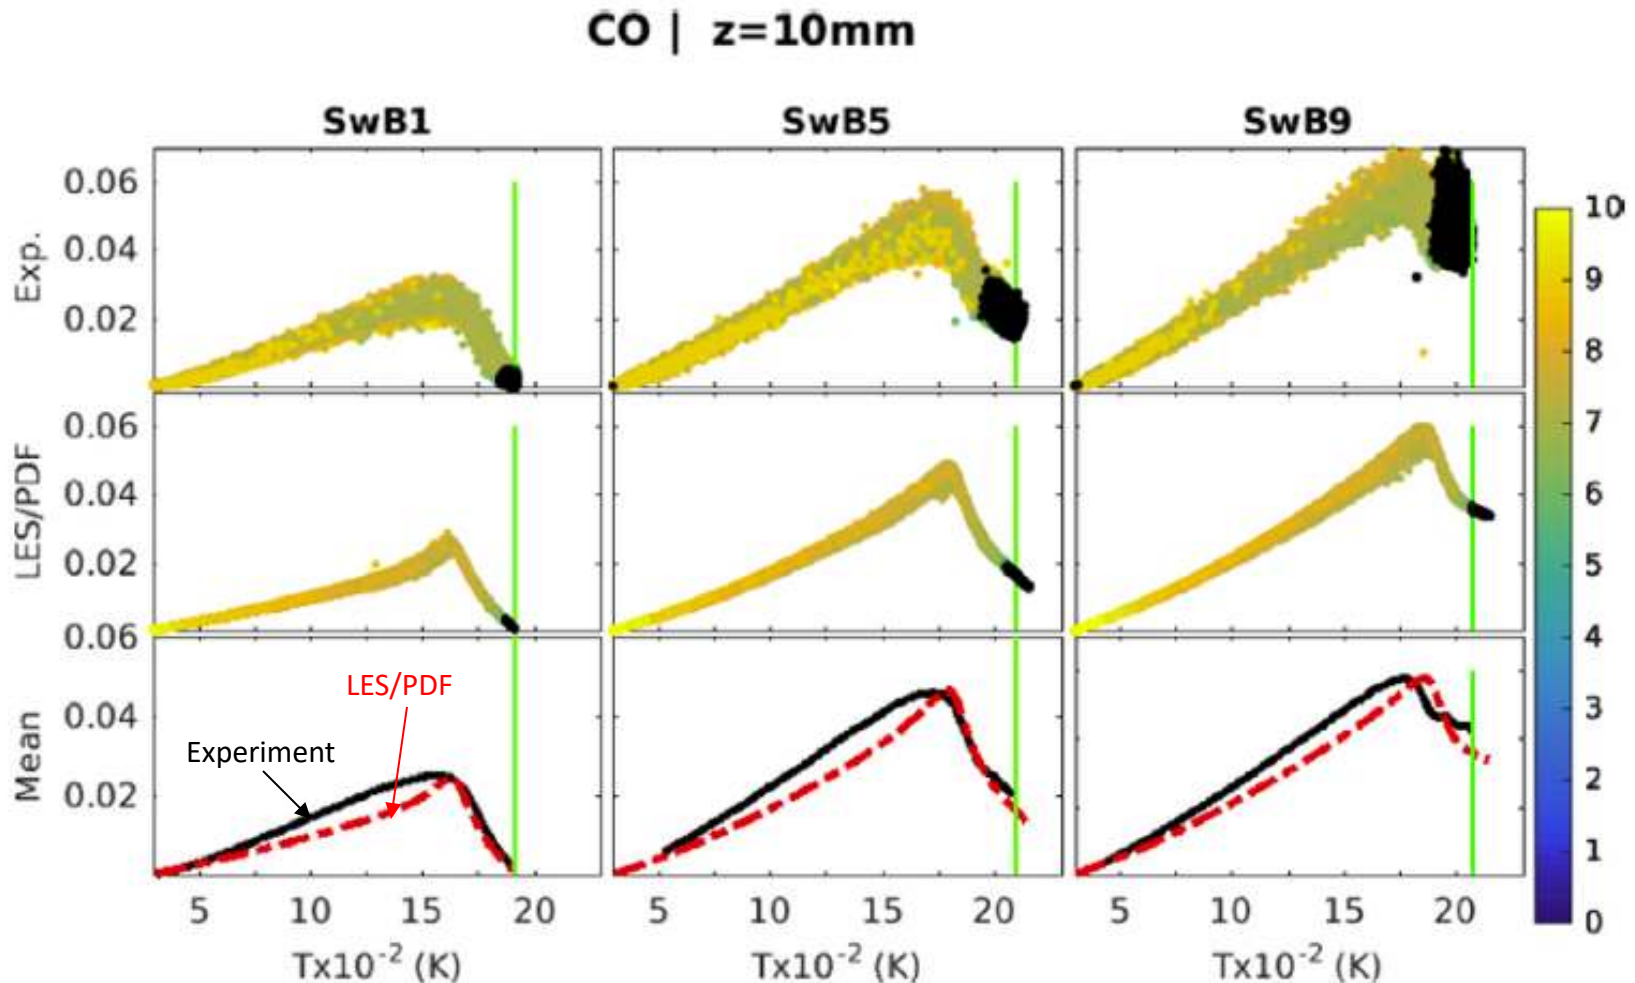 CO | z=10mm
SwB1 SwB5 SwB9
Exp.
0.06
0.04
0.02
LES/PDF
0.06
0.04
0.02
Mean
0.06
0.04
0.02
LES/PDF
Experiment
5 10 15 20 5 10 15 20 5 10 15 20
Tx10⁻² (K) Tx10⁻² (K) Tx10⁻² (K)
10
9
8
7
6
5
4
3
2
1
0